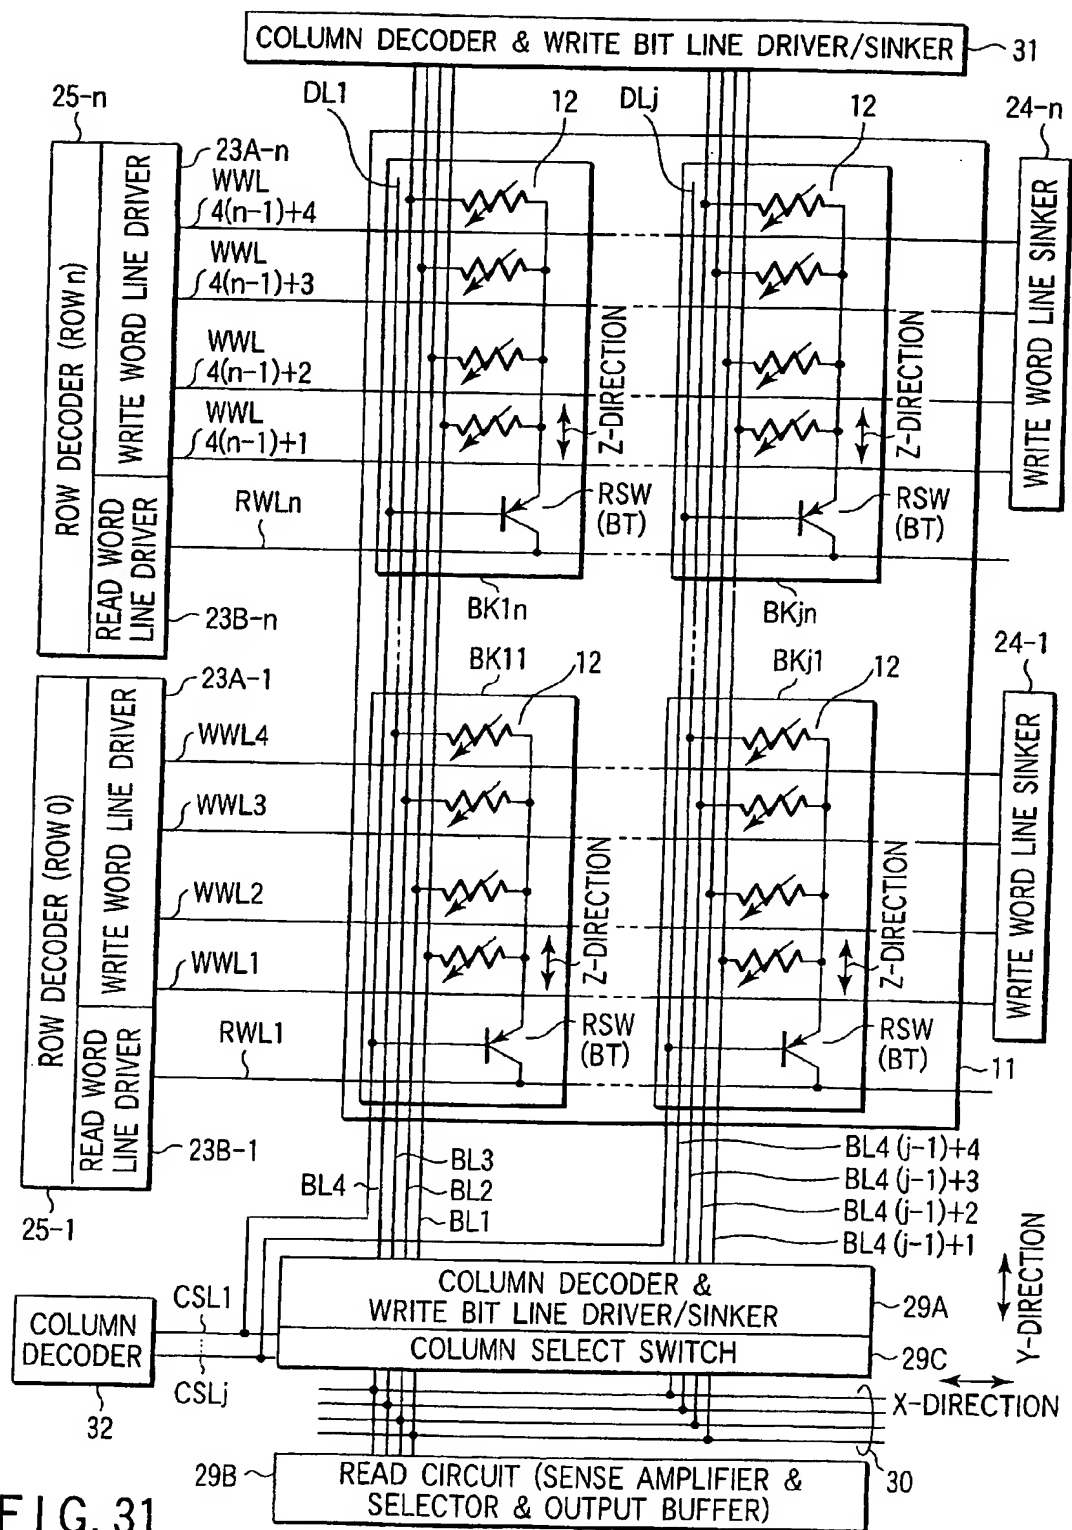 COLUMN DECODER & WRITE BIT LINE DRIVER/SINKER
31
25-n
DL1
12
DLj
12
24-n
ROW DECODER (ROW n)
WRITE WORD LINE DRIVER
READ WORD LINE DRIVER
23A-n
WWL
4(n-1)+4
WWL
4(n-1)+3
WWL
4(n-1)+2
WWL
4(n-1)+1
RWLn
23B-n
Z-DIRECTION
RSW
(BT)
BK1n
Z-DIRECTION
RSW
(BT)
BKjn
WRITE WORD LINE SINKER
23A-1
BK11
12
BKj1
12
24-1
ROW DECODER (ROW 0)
WRITE WORD LINE DRIVER
READ WORD LINE DRIVER
WWL4
WWL3
WWL2
WWL1
RWL1
23B-1
25-1
Z-DIRECTION
RSW
(BT)
Z-DIRECTION
RSW
(BT)
WRITE WORD LINE SINKER
11
BL4
BL3
BL2
BL1
BL4 (j-1)+4
BL4 (j-1)+3
BL4 (j-1)+2
BL4 (j-1)+1
COLUMN DECODER &
WRITE BIT LINE DRIVER/SINKER
29A
COLUMN SELECT SWITCH
29C
CSL1
CSLj
COLUMN
DECODER
32
Y-DIRECTION
X-DIRECTION
30
29B
READ CIRCUIT (SENSE AMPLIFIER &
SELECTOR & OUTPUT BUFFER)
FIG. 31